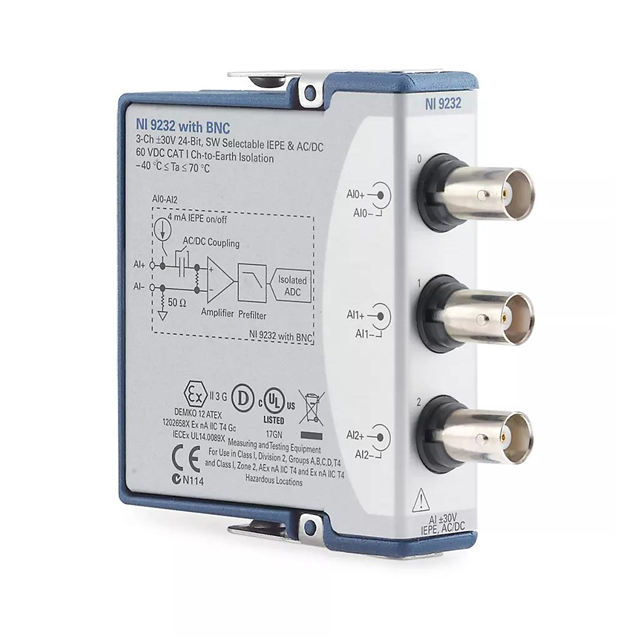 NI 9232
NI 9232 with BNC
3-Ch ±30V 24-Bit, SW Selectable IEPE & AC/DC
60 VDC CAT I Ch-to-Earth Isolation
–40 °C ≤ Ta ≤ 70 °C
AI0-AI2
4 mA IEPE on/off
AC/DC Coupling
AI+
AI–
+
–
50 Ω
Isolated
ADC
Amplifier Prefilter
NI 9232 with BNC
0
AI0+
AI0–
1
AI1+
AI1–
2
AI2+
AI2–
Ex II 3 G D C UL US
LISTED
DEMKO 12 ATEX
1202658X Ex nA IIC T4 Gc
IECEx UL14.0089X
17GN
Measuring and Testing Equipment
For Use in Class I, Division 2, Groups A,B,C,D,T4
and Class I, Zone 2, AEx nA IIC T4 and Ex nA IIC T4
Hazardous Locations
CE
N114
AI ±30V
IEPE, AC/DC